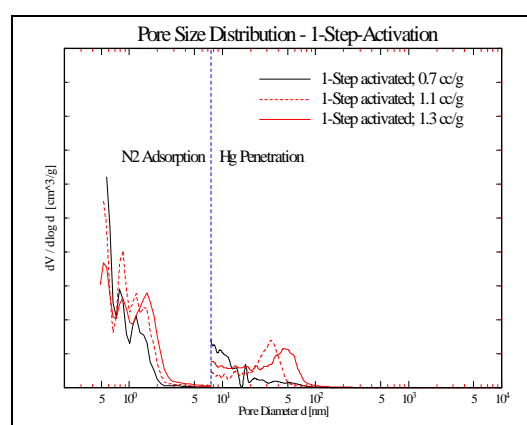 Pore Size Distribution - 1-Step-Activation
1-Step activated; 0.7 cc/g
1-Step activated; 1.1 cc/g
1-Step activated; 1.3 cc/g
N2 Adsorption
Hg Penetration
dV / dlog d [cm^3/g]
5 10⁰ 5 10¹ 5 10² 5 10³ 5 10⁴
Pore Diameter d [nm]